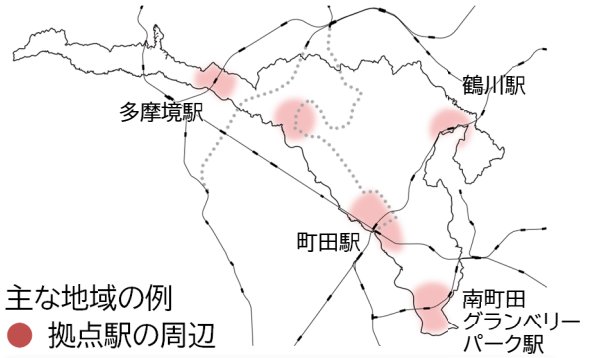 鶴川駅
多摩境駅
町田駅
主な地域の例
拠点駅の周辺
南町田
グランベリー
パーク駅